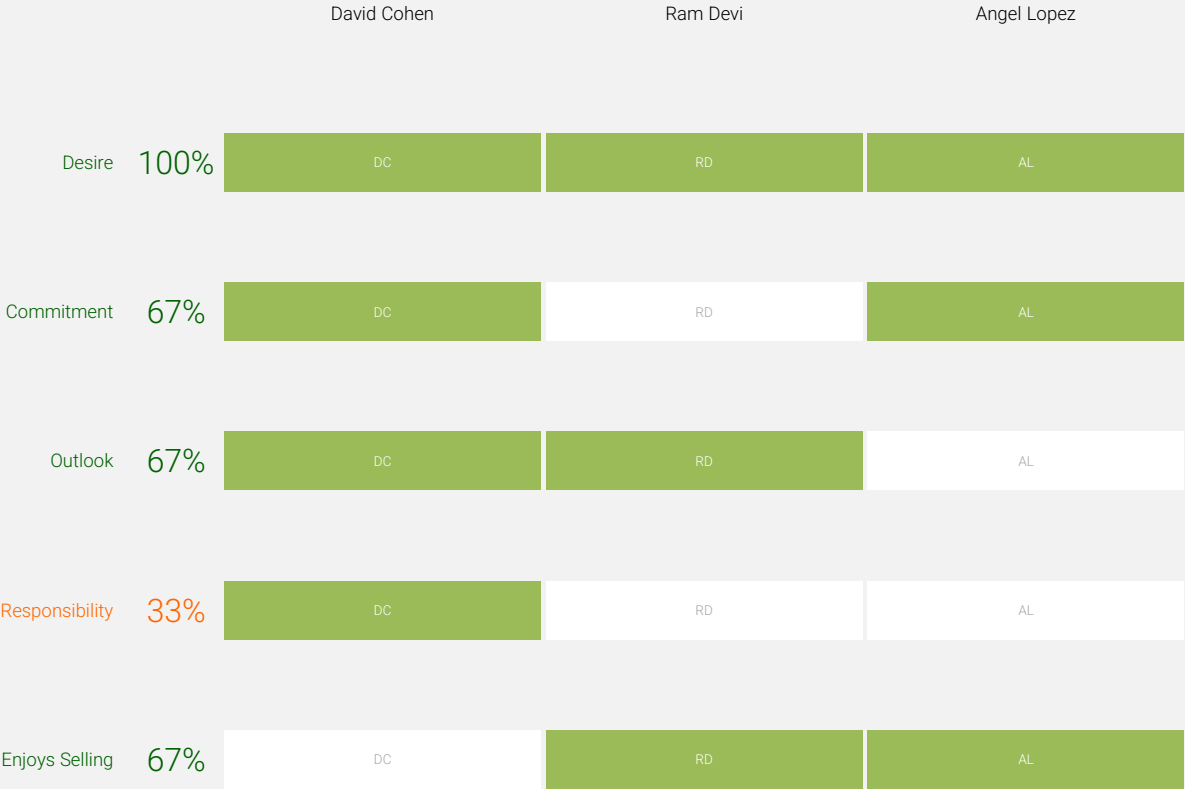 David Cohen Ram Devi Angel Lopez
Desire 100% DC RD AL
Commitment 67% DC RD AL
Outlook 67% DC RD AL
Responsibility 33% DC RD AL
Enjoys Selling 67% DC RD AL